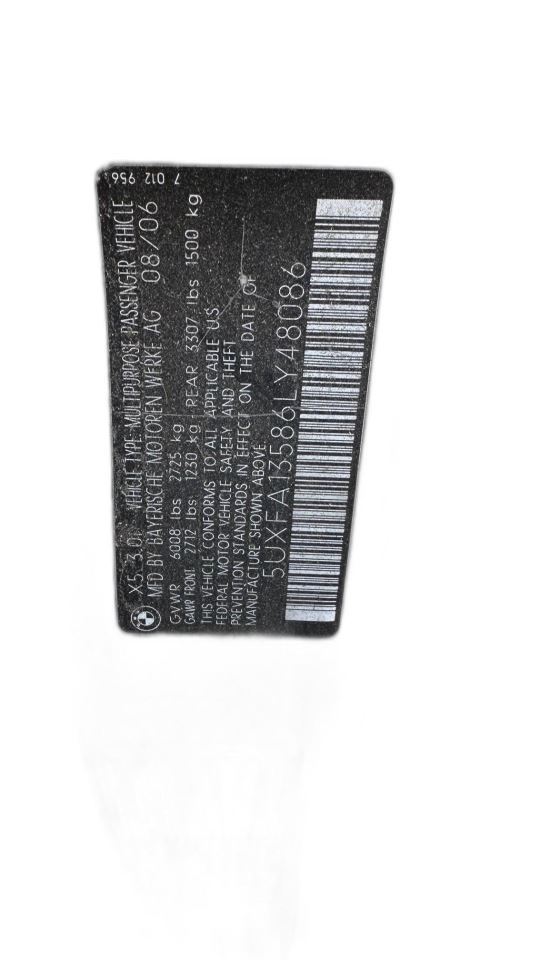 7 012 956
X5 3.0i VEHICLE TYPE MULTIPURPOSE PASSENGER VEHICLE
MFD BY BAYERISCHE MOTOREN WERKE AG 08/06
GVWR 6008 lbs 2725 kg
GAWR FRONT 2712 lbs 1230 kg REAR 3307 lbs 1500 kg
THIS VEHICLE CONFORMS TO ALL APPLICABLE U.S
FEDERAL MOTOR VEHICLE SAFETY AND THEFT
PREVENTION STANDARDS IN EFFECT ON THE DATE OF
MANUFACTURE SHOWN ABOVE.
5UXFA13586LY48086